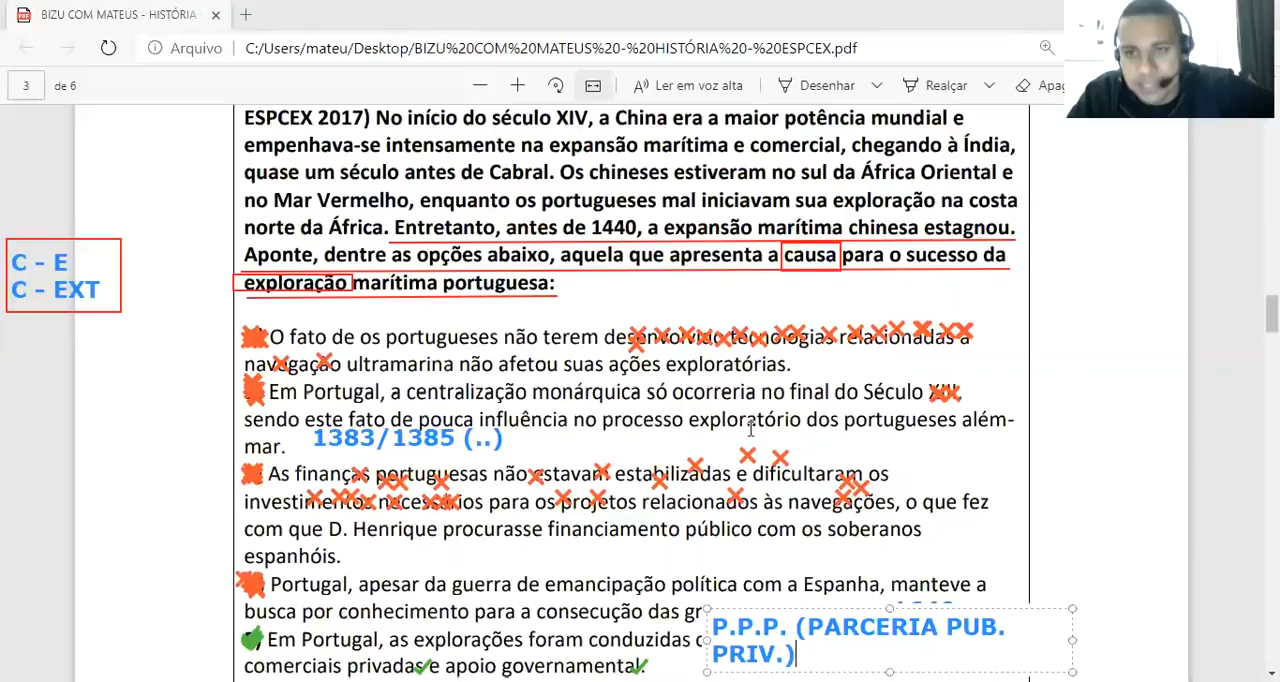 BIZU COM MATEUS - HISTÓRIA
Arquivo
C:/Users/mateu/Desktop/BIZU%20COM%20MATEUS%20-%20HISTÓRIA%20-%20ESPCEX.pdf
3 de 6
Ler em voz alta
Desenhar
Realçar
Apag
ESPCEX 2017) No início do século XIV, a China era a maior potência mundial e
empenhava-se intensamente na expansão marítima e comercial, chegando à Índia,
quase um século antes de Cabral. Os chineses estiveram no sul da África Oriental e
no Mar Vermelho, enquanto os portugueses mal iniciavam sua exploração na costa
norte da África. Entretanto, antes de 1440, a expansão marítima chinesa estagnou.
Aponte, dentre as opções abaixo, aquela que apresenta a causa para o sucesso da
exploração marítima portuguesa:
C - E
C - EXT
O fato de os portugueses não terem desenvolvido tecnologias relacionadas a
navegação ultramarina não afetou suas ações exploratórias.
Em Portugal, a centralização monárquica só ocorreria no final do Século
sendo este fato de pouca influência no processo exploratório dos portugueses além-
mar.
1383/1385 (..)
As finanças portuguesas não estavam estabilizadas e dificultaram os
investimentos necessários para os projetos relacionados às navegações, o que fez
com que D. Henrique procurasse financiamento público com os soberanos
espanhóis.
Portugal, apesar da guerra de emancipação política com a Espanha, manteve a
busca por conhecimento para a consecução das gr
Em Portugal, as explorações foram conduzidas c
comerciais privadas e apoio governamental.
P.P.P. (PARCERIA PUB.
PRIV.)